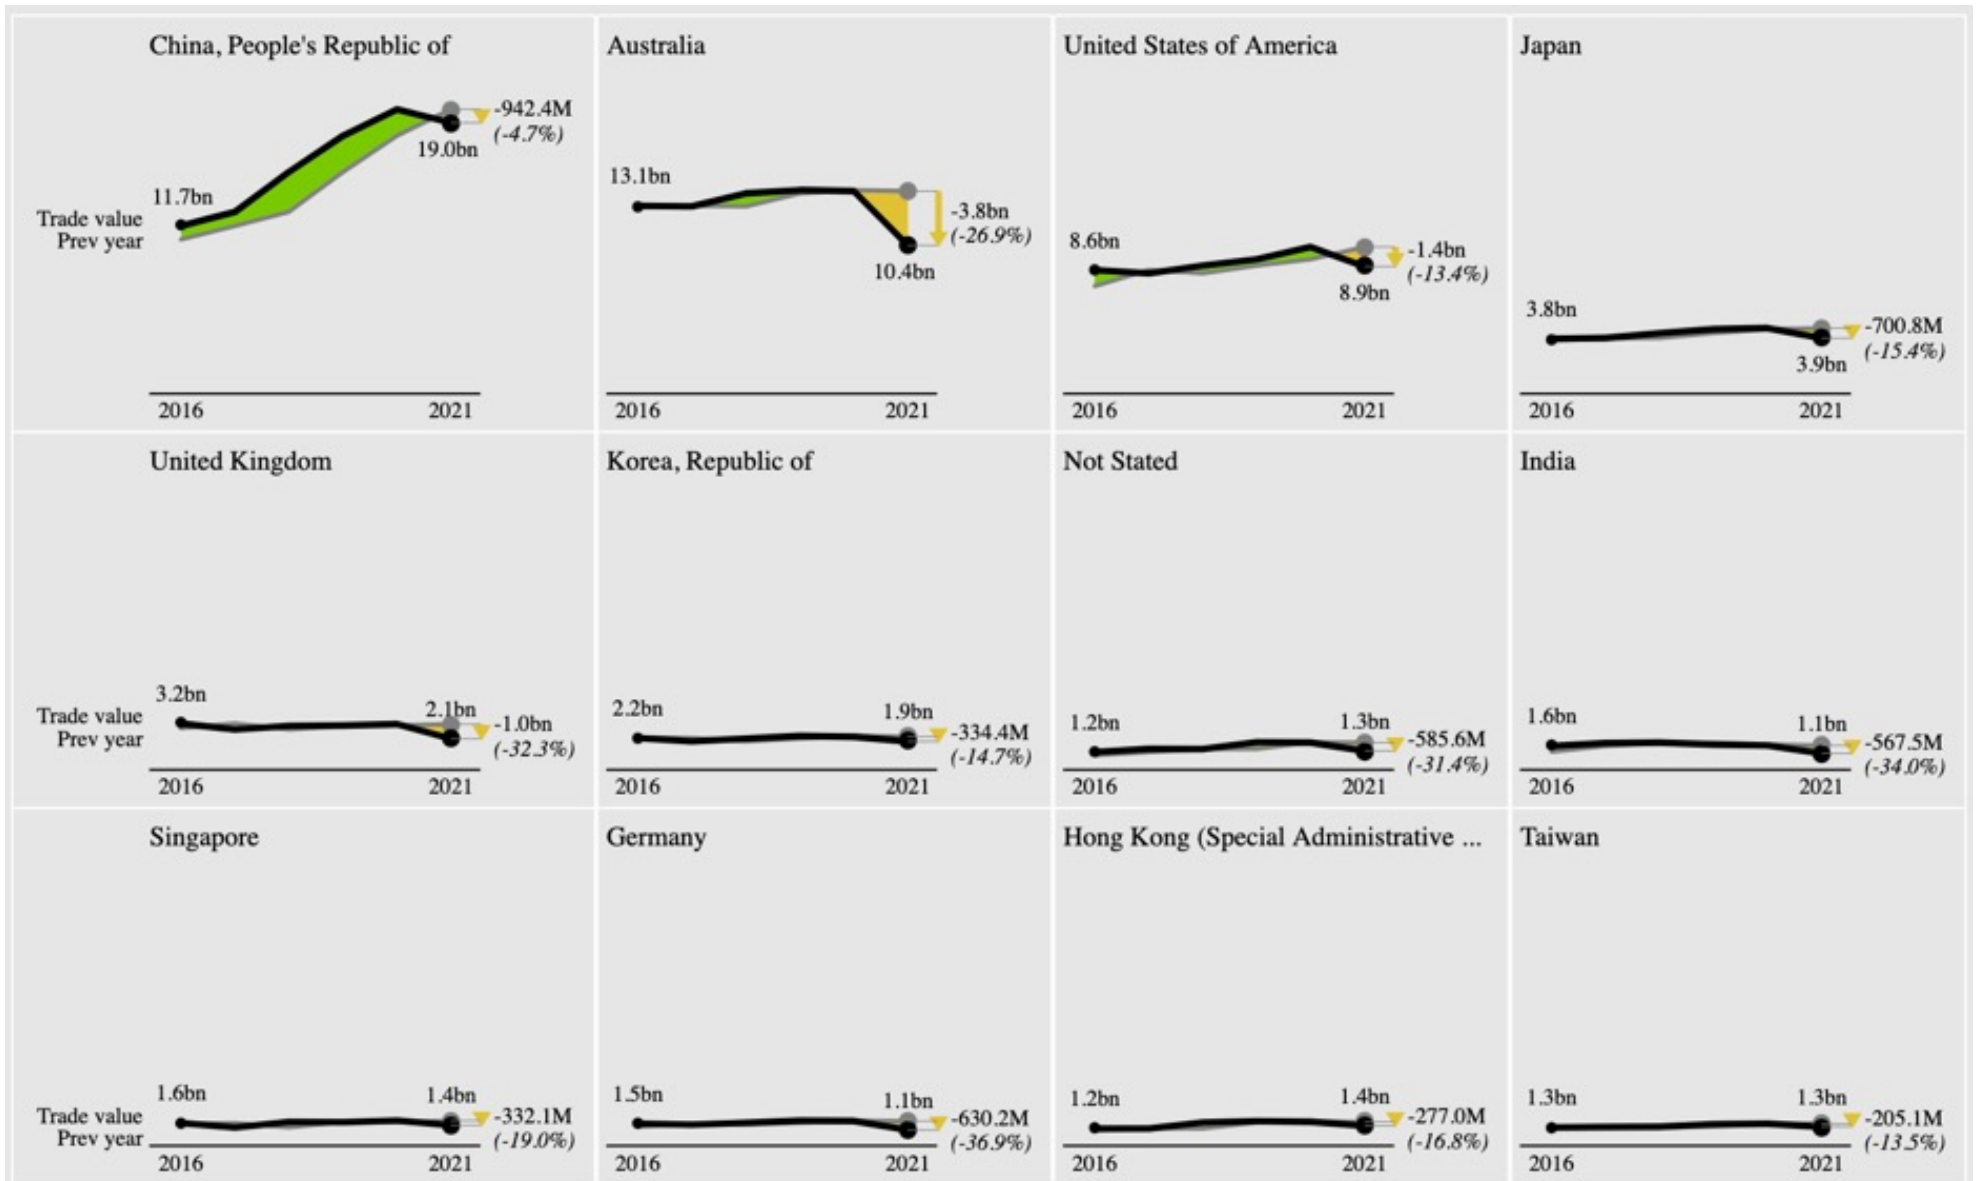 China, People's Republic of
-942.4M
(-4.7%)
19.0bn
11.7bn
Trade value
Prev year
2016 2021
Australia
13.1bn
-3.8bn
(-26.9%)
10.4bn
2016 2021
United States of America
8.6bn
-1.4bn
(-13.4%)
8.9bn
2016 2021
Japan
3.8bn
-700.8M
(-15.4%)
3.9bn
2016 2021
United Kingdom
3.2bn
2.1bn
-1.0bn
(-32.3%)
Trade value
Prev year
2016 2021
Korea, Republic of
2.2bn
1.9bn
-334.4M
(-14.7%)
2016 2021
Not Stated
1.2bn
1.3bn
-585.6M
(-31.4%)
2016 2021
India
1.6bn
1.1bn
-567.5M
(-34.0%)
2016 2021
Singapore
1.6bn
1.4bn
-332.1M
(-19.0%)
Trade value
Prev year
2016 2021
Germany
1.5bn
1.1bn
-630.2M
(-36.9%)
2016 2021
Hong Kong (Special Administrative ...
1.2bn
1.4bn
-277.0M
(-16.8%)
2016 2021
Taiwan
1.3bn
1.3bn
-205.1M
(-13.5%)
2016 2021